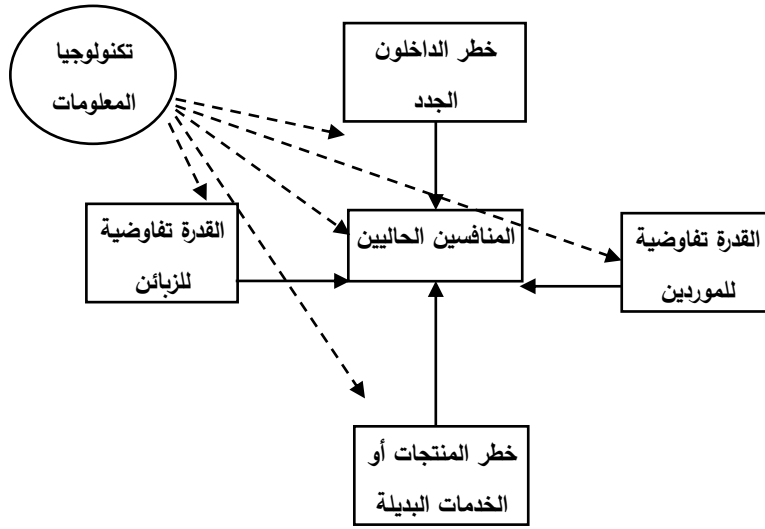 تكنولوجيا
المعلومات
خطر الداخلون
الجدد
القدرة تفاوضية
للزبائن
المنافسين الحاليين
القدرة تفاوضية
للموردين
خطر المنتجات أو
الخدمات البديلة